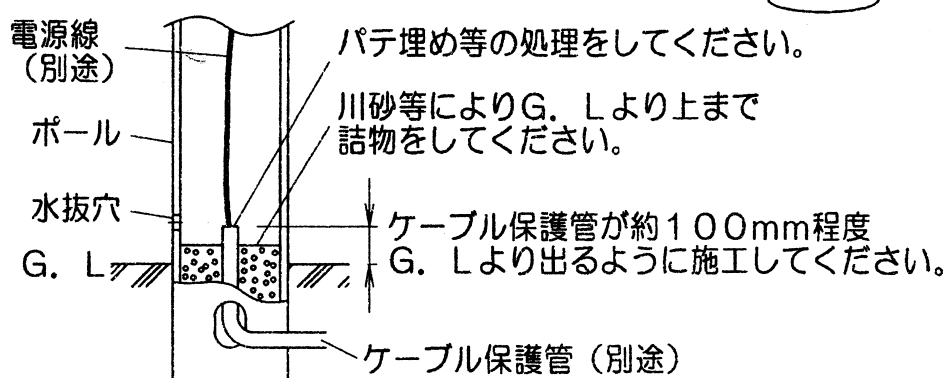 電源線
（別途）
パテ埋め等の処理をしてください。
川砂等によりG．Lより上まで
詰物をしてください。
ポール
水抜穴
G．L
ケーブル保護管が約１００mm程度
G．Lより出るように施工してください。
ケーブル保護管（別途）